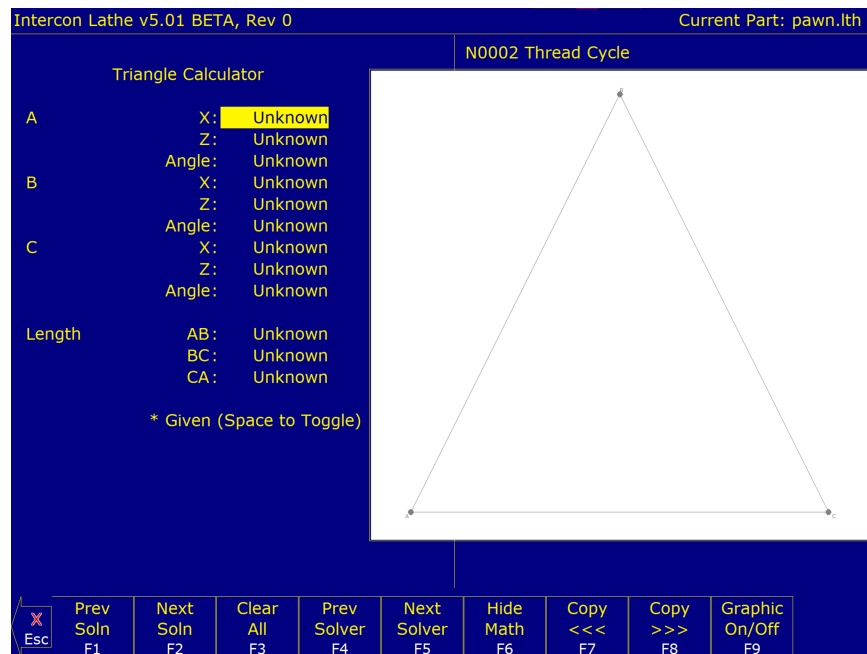 Intercon Lathe v5.01 BETA, Rev 0 Current Part: pawn.lth
N0002 Thread Cycle
Triangle Calculator
A X: Unknown
Z: Unknown
Angle: Unknown
B X: Unknown
Z: Unknown
Angle: Unknown
C X: Unknown
Z: Unknown
Angle: Unknown
Length AB: Unknown
BC: Unknown
CA: Unknown
* Given (Space to Toggle)
B
A C
X Esc
Prev Soln F1
Next Soln F2
Clear All F3
Prev Solver F4
Next Solver F5
Hide Math F6
Copy <<< F7
Copy >>> F8
Graphic On/Off F9